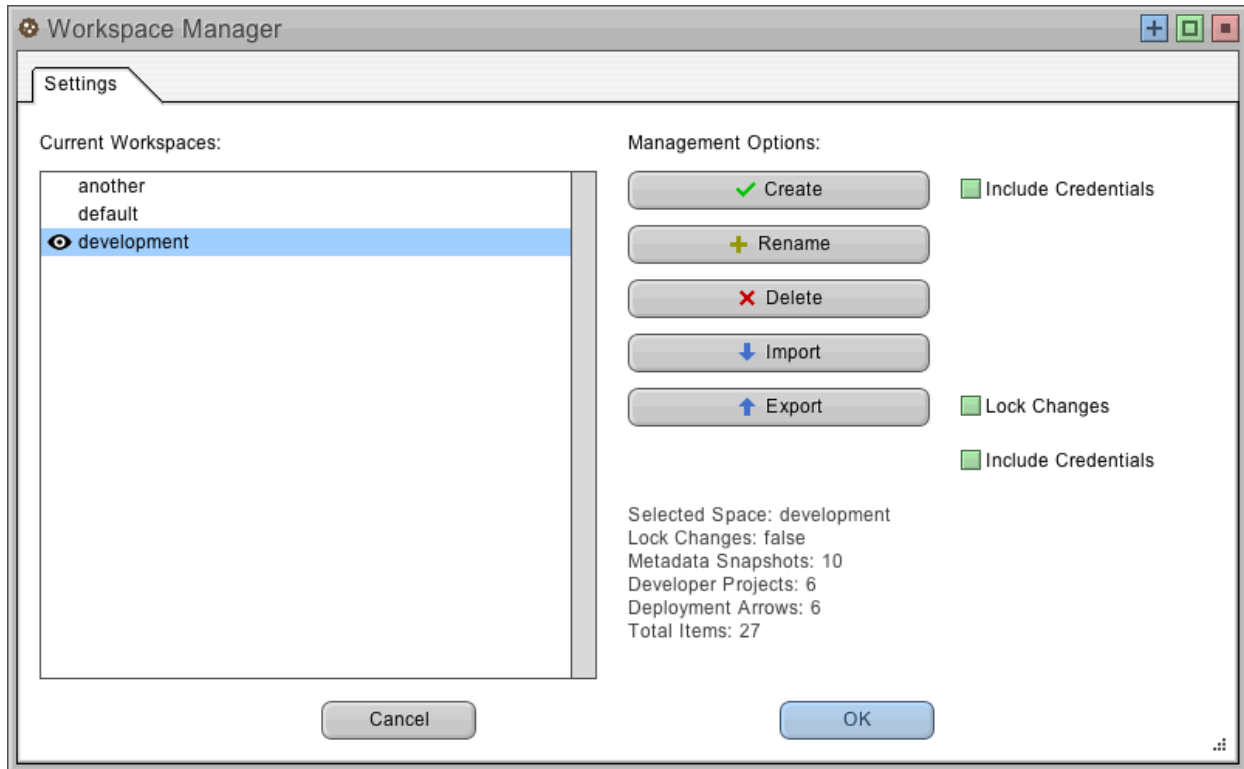 Workspace Manager
Settings
Current Workspaces:
another
default
development
Management Options:
Create
Include Credentials
Rename
Delete
Import
Export
Lock Changes
Include Credentials
Selected Space: development
Lock Changes: false
Metadata Snapshots: 10
Developer Projects: 6
Deployment Arrows: 6
Total Items: 27
Cancel
OK